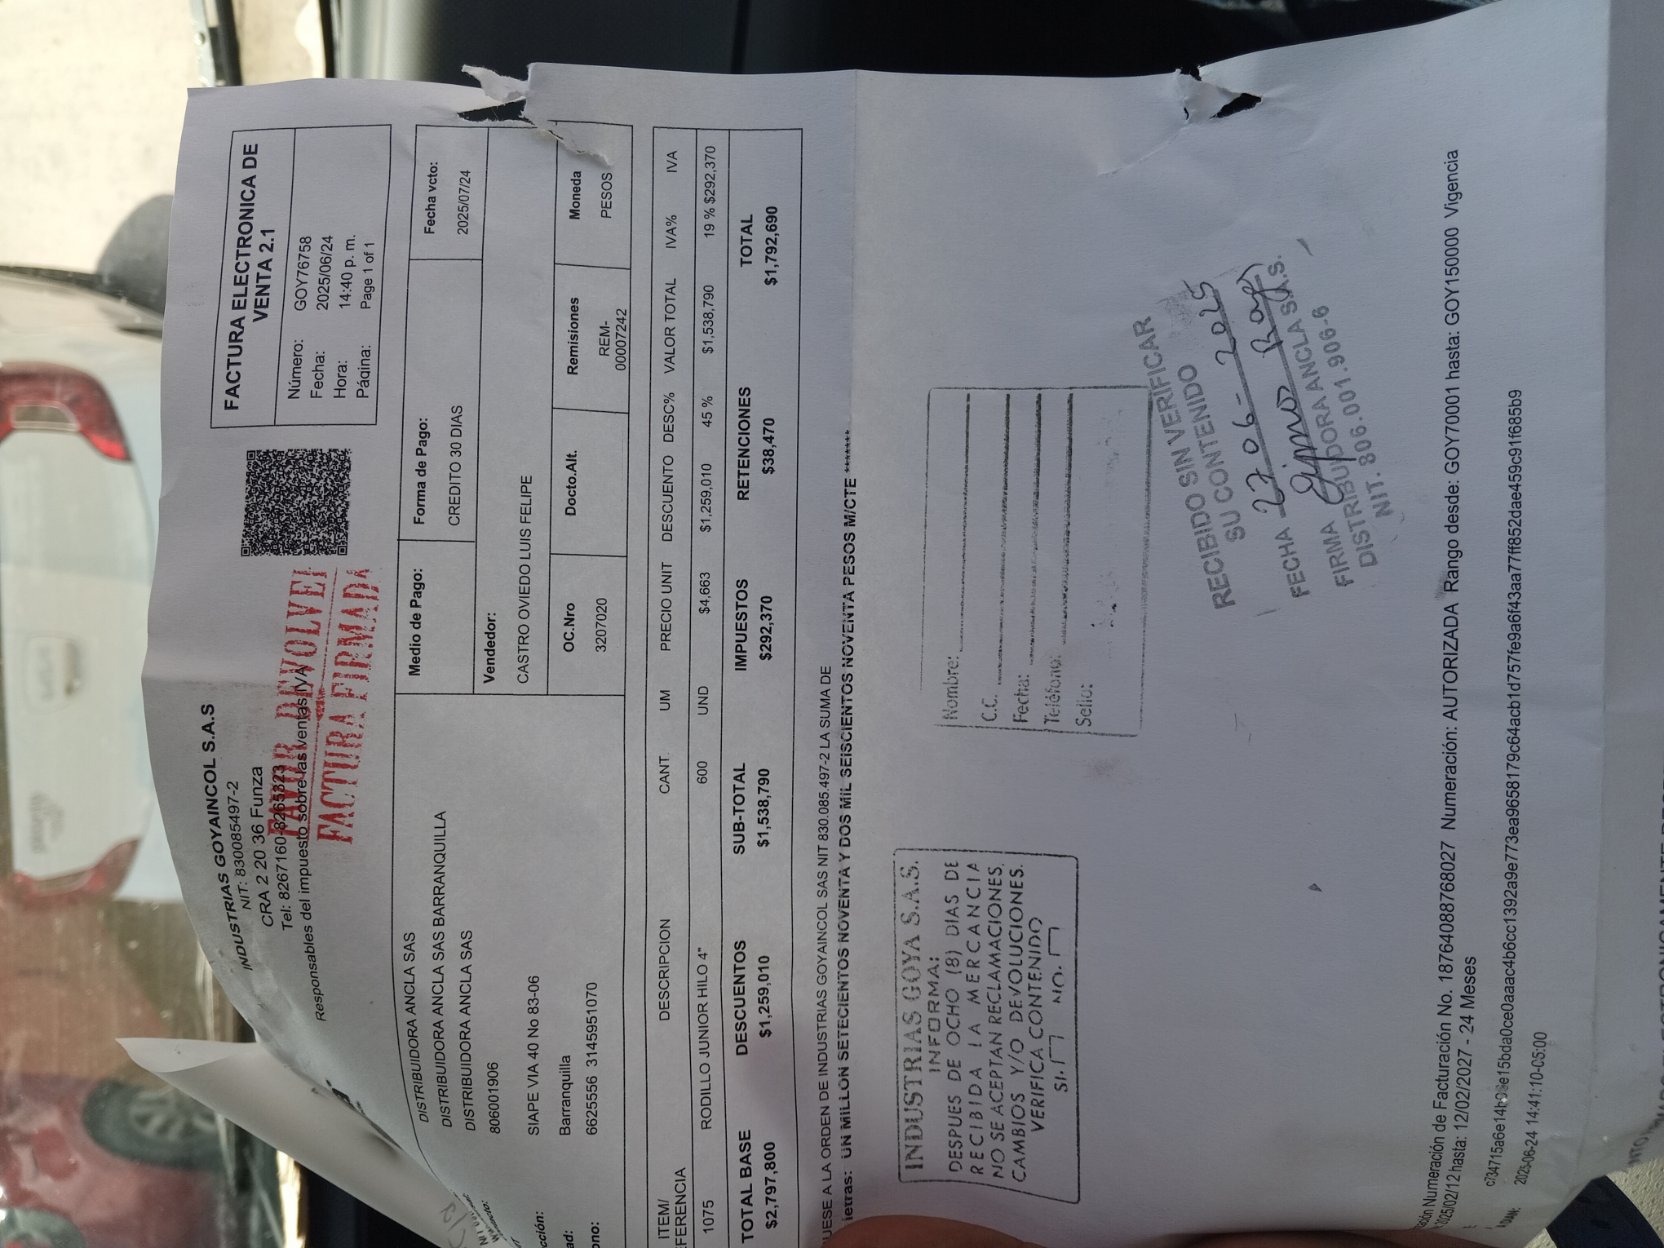 INDUSTRIAS GOYAINCOL S.A.S
NIT: 830085497-2
CRA 2 20 36 Funza
Tel: 8267160-8265323
Responsables del impuesto sobre las ventas IVA
FAVOR DEVOLVER
FACTURA FIRMADA
FACTURA ELECTRONICA DE
VENTA 2.1
Número: GOY76758
Fecha: 2025/06/24
Hora: 14:40 p. m.
Página: Page 1 of 1
DISTRIBUIDORA ANCLA SAS
DISTRIBUIDORA ANCLA SAS BARRANQUILLA
DISTRIBUIDORA ANCLA SAS
806001906
cción: SIAPE VIA 40 No 83-06
ad: Barranquilla
ono: 6625556 3145951070
Medio de Pago: Forma de Pago: Fecha vcto:
CREDITO 30 DIAS 2025/07/24
Vendedor:
CASTRO OVIEDO LUIS FELIPE
OC.Nro Docto.Alt. Remisiones Moneda
3207020 REM-00007242 PESOS
ITEM/
FERENCIA DESCRIPCION CANT. UM PRECIO UNIT DESCUENTO DESC% VALOR TOTAL IVA% IVA
1075 RODILLO JUNIOR HILO 4" 600 UND $4,663 $1,259,010 45 % $1,538,790 19 % $292,370
TOTAL BASE DESCUENTOS SUB-TOTAL IMPUESTOS RETENCIONES TOTAL
$2,797,800 $1,259,010 $1,538,790 $292,370 $38,470 $1,792,690
UESE A LA ORDEN DE INDUSTRIAS GOYAINCOL SAS NIT 830.085.497-2 LA SUMA DE
letras: UN MILLÓN SETECIENTOS NOVENTA Y DOS MIL SEISCIENTOS NOVENTA PESOS M/CTE *******
INDUSTRIAS GOYA S.A.S.
INFORMA:
DESPUES DE OCHO (8) DIAS DE
RECIBIDA LA MERCANCIA
NO SE ACEPTAN RECLAMACIONES,
CAMBIOS Y/O DEVOLUCIONES.
VERIFICA CONTENIDO
SI. NO.
Nombre:
C.C.
Fecha:
Teléfono:
Sello:
RECIBIDO SIN VERIFICAR
SU CONTENIDO
FECHA 27-06-2025
FIRMA
DISTRIBUIDORA ANCLA S.A.S.
NIT. 806.001.906-6
Numeración de Facturación No. 18764088768027 Numeración: AUTORIZADA Rango desde: GOY70001 hasta: GOY150000 Vigencia
2025/02/12 hasta: 12/02/2027 - 24 Meses
2025-06-24 14:41:10-05:00